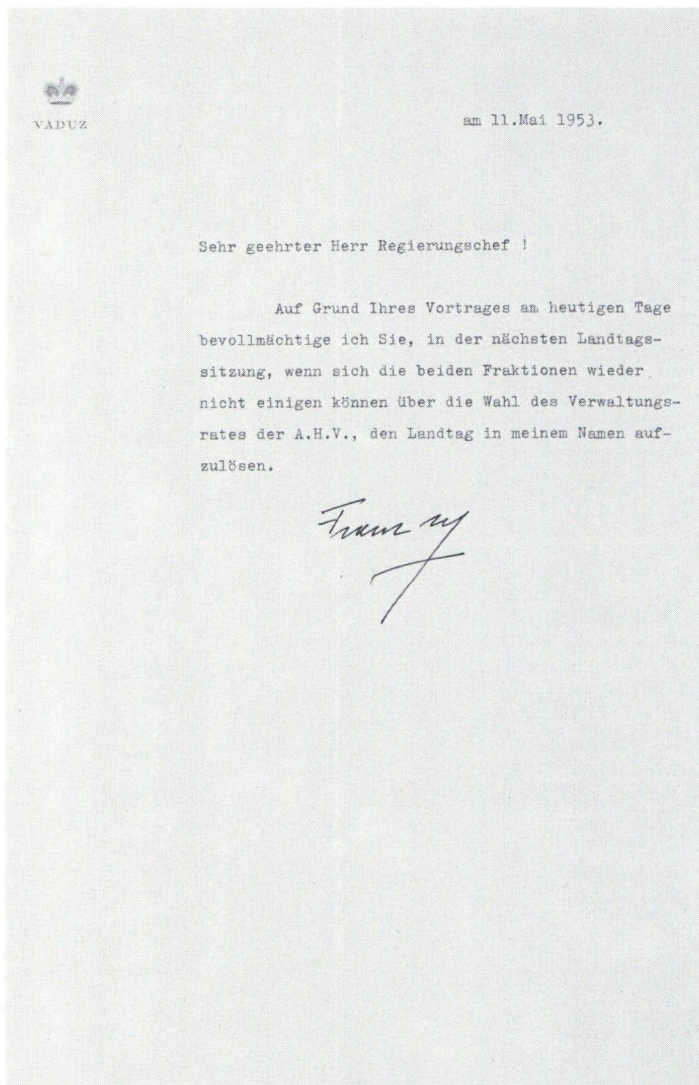 VADUZ
am 11.Mai 1953.
Sehr geehrter Herr Regierungschef !
Auf Grund Ihres Vortrages am heutigen Tage
bevollmächtige ich Sie, in der nächsten Landtags-
sitzung, wenn sich die beiden Fraktionen wieder
nicht einigen können über die Wahl des Verwaltungs-
rates der A.H.V., den Landtag in meinem Namen auf-
zulösen.
Franz